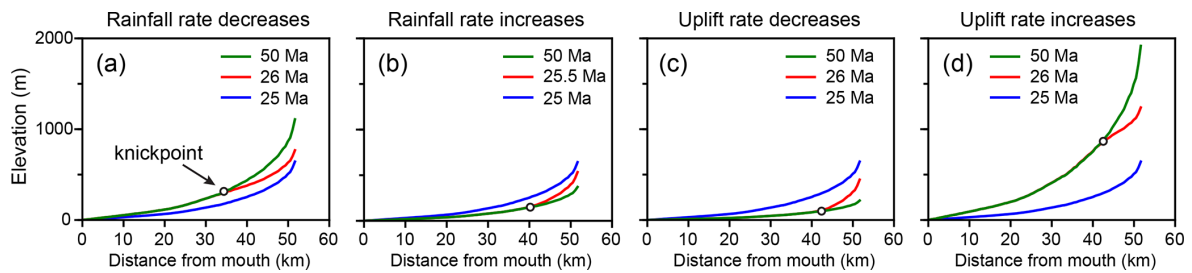 Rainfall rate decreases
Rainfall rate increases
Uplift rate decreases
Uplift rate increases
Elevation (m)
2000
1000
0
(a)
50 Ma
26 Ma
25 Ma
knickpoint
0 10 20 30 40 50 60
Distance from mouth (km)
(b)
50 Ma
25.5 Ma
25 Ma
0 10 20 30 40 50 60
Distance from mouth (km)
(c)
50 Ma
26 Ma
25 Ma
0 10 20 30 40 50 60
Distance from mouth (km)
(d)
50 Ma
26 Ma
25 Ma
0 10 20 30 40 50 60
Distance from mouth (km)